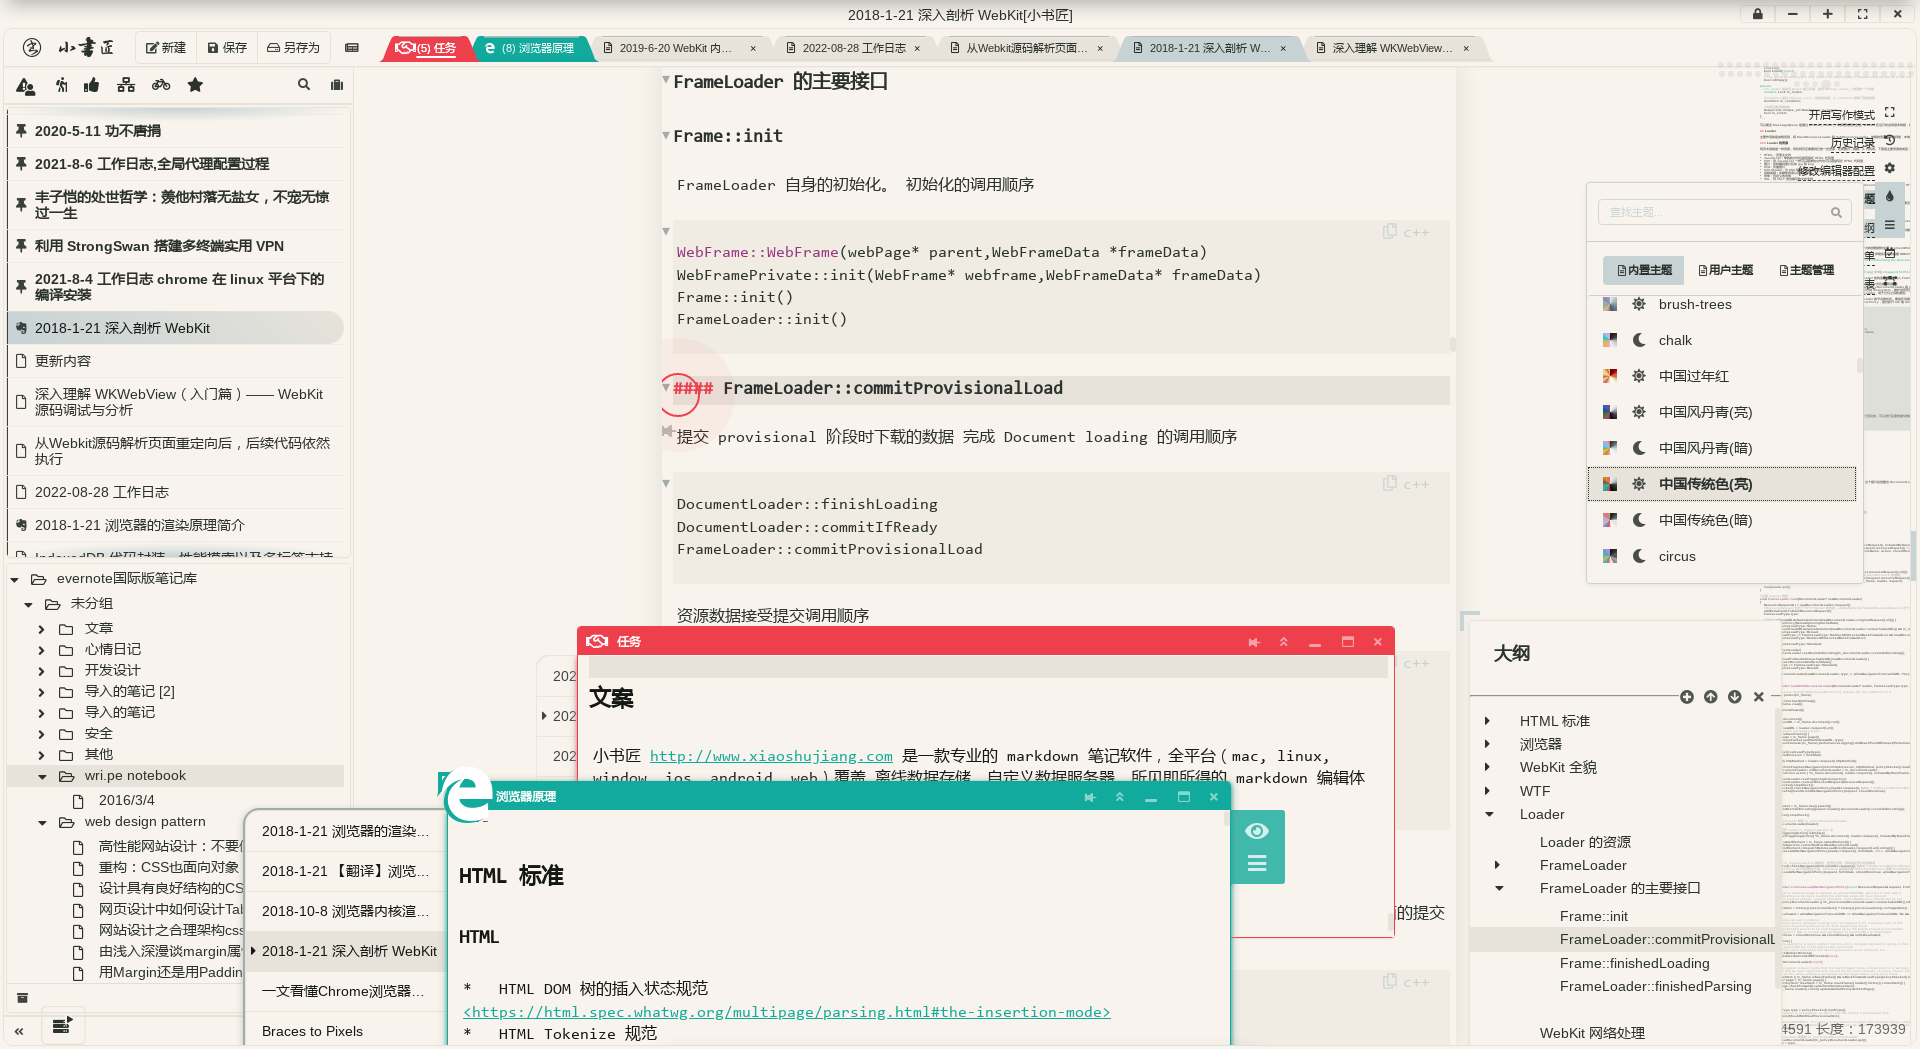 2018-1-21 深入剖析 WebKit[小书匠]
小书匠
新建
保存
另存为
(5) 任务
(8) 浏览器原理
2019-6-20 WebKit 内...
2022-08-28 工作日志
从Webkit源码解析页面...
2018-1-21 深入剖析 W...
深入理解 WKWebView...
2020-5-11 功不唐捐
2021-8-6 工作日志,全局代理配置过程
丰子恺的处世哲学：羡他村落无盐女，不宠无惊
过一生
利用 StrongSwan 搭建多终端实用 VPN
2021-8-4 工作日志 chrome 在 linux 平台下的
编译安装
2018-1-21 深入剖析 WebKit
更新内容
深入理解 WKWebView（入门篇）—— WebKit
源码调试与分析
从Webkit源码解析页面重定向后，后续代码依然
执行
2022-08-28 工作日志
2018-1-21 浏览器的渲染原理简介
IndexedDB 代码封装、性能摸索以及多标签支持
evernote国际版笔记库
未分组
文章
心情日记
开发设计
导入的笔记 [2]
导入的笔记
安全
其他
wri.pe notebook
2016/3/4
web design pattern
高性能网站设计：不要使
重构：CSS也面向对象
设计具有良好结构的CS
网页设计中如何设计Tab
网站设计之合理架构css
由浅入深漫谈margin属
用Margin还是用Paddin
FrameLoader 的主要接口
Frame::init
FrameLoader 自身的初始化。 初始化的调用顺序
c++
WebFrame::WebFrame(webPage* parent,WebFrameData *frameData)
WebFramePrivate::init(WebFrame* webframe,WebFrameData* frameData)
Frame::init()
FrameLoader::init()
#### FrameLoader::commitProvisionalLoad
提交 provisional 阶段时下载的数据 完成 Document loading 的调用顺序
c++
DocumentLoader::finishLoading
DocumentLoader::commitIfReady
FrameLoader::commitProvisionalLoad
资源数据接受提交调用顺序
c++
的提交
c++
任务
202
202
202
文案
小书匠 http://www.xiaoshujiang.com 是一款专业的 markdown 笔记软件，全平台（mac, linux,
window, ios, android, web）覆盖,离线数据存储，自定义数据服务器，所见即所得的 markdown 编辑体
浏览器原理
2018-1-21 浏览器的渲染...
2018-1-21 【翻译】浏览...
2018-10-8 浏览器内核渲...
2018-1-21 深入剖析 WebKit
一文看懂Chrome浏览器...
Braces to Pixels
HTML 标准
HTML
* HTML DOM 树的插入状态规范
<https://html.spec.whatwg.org/multipage/parsing.html#the-insertion-mode>
* HTML Tokenize 规范
开启写作模式
历史记录
修改编辑器配置
题
纲
单
表
查找主题...
内置主题
用户主题
主题管理
brush-trees
chalk
中国过年红
中国风丹青(亮)
中国风丹青(暗)
中国传统色(亮)
中国传统色(暗)
circus
大纲
HTML 标准
浏览器
WebKit 全貌
WTF
Loader
Loader 的资源
FrameLoader
FrameLoader 的主要接口
Frame::init
FrameLoader::commitProvisionalL
Frame::finishedLoading
FrameLoader::finishedParsing
WebKit 网络处理
4591 长度：173939